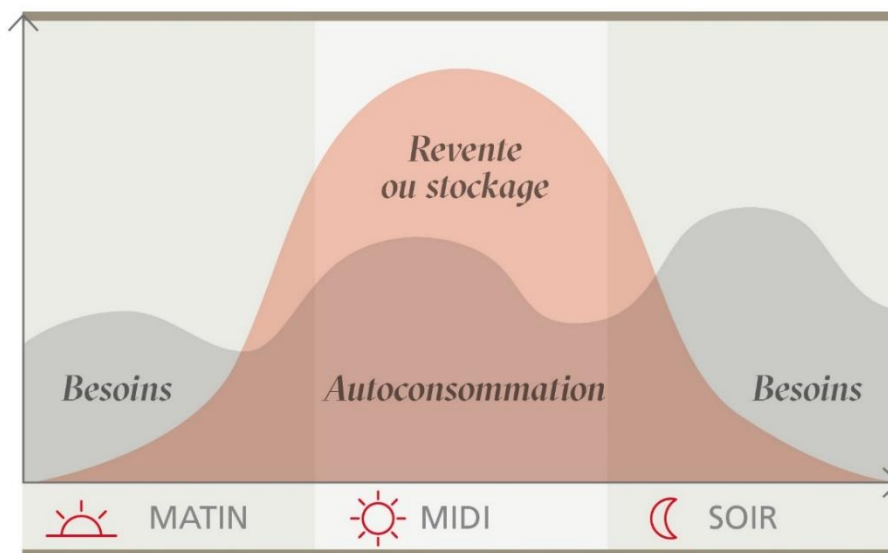 Revente
ou stockage
Besoins
Autoconsommation
Besoins
MATIN
MIDI
SOIR